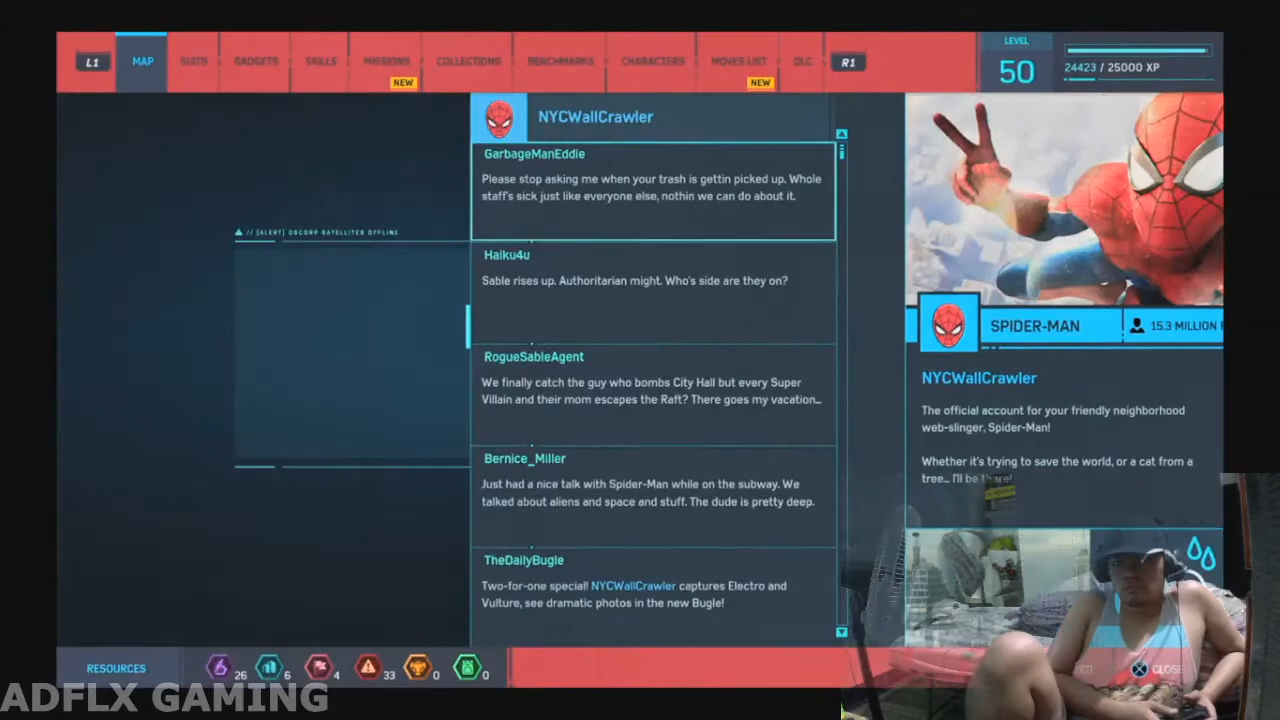 L1
MAP
SUITS
GADGETS
SKILLS
MISSIONS
NEW
COLLECTIONS
BENCHMARKS
CHARACTERS
MOVES LIST
NEW
DLC
R1
LEVEL
50
24423 / 25000 XP
// [ALERT] OSCORP SATELLITES OFFLINE
NYCWallCrawler
GarbageManEddie
Please stop asking me when your trash is gettin picked up. Whole
staff's sick just like everyone else, nothin we can do about it.
Haiku4u
Sable rises up. Authoritarian might. Who's side are they on?
RogueSableAgent
We finally catch the guy who bombs City Hall but every Super
Villain and their mom escapes the Raft? There goes my vacation...
Bernice_Miller
Just had a nice talk with Spider-Man while on the subway. We
talked about aliens and space and stuff. The dude is pretty deep.
TheDailyBugle
Two-for-one special! NYCWallCrawler captures Electro and
Vulture, see dramatic photos in the new Bugle!
SPIDER-MAN
15.3 MILLION
NYCWallCrawler
The official account for your friendly neighborhood
web-slinger, Spider-Man!
Whether it's trying to save the world, or a cat from a
tree... I'll be there!
RESOURCES
26
6
4
33
0
0
CLOSE
ADFLX GAMING